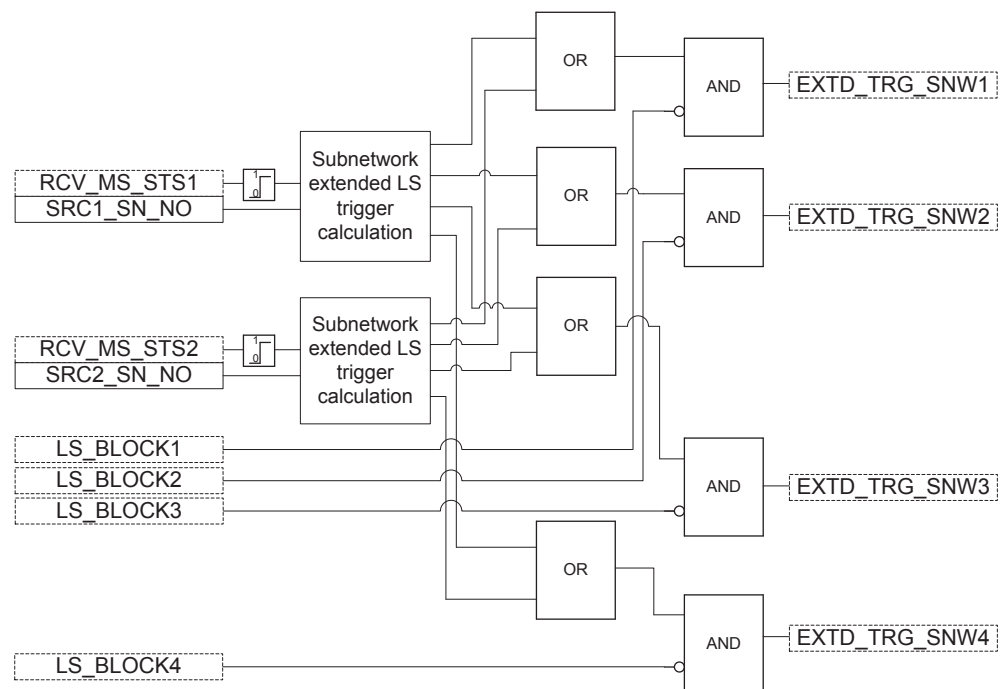 OR
AND
EXTD_TRG_SNW1
Subnetwork
extended LS
trigger
calculation
1
0
RCV_MS_STS1
SRC1_SN_NO
OR
AND
EXTD_TRG_SNW2
OR
Subnetwork
extended LS
trigger
calculation
1
0
RCV_MS_STS2
SRC2_SN_NO
LS_BLOCK1
LS_BLOCK2
LS_BLOCK3
AND
EXTD_TRG_SNW3
OR
AND
EXTD_TRG_SNW4
LS_BLOCK4